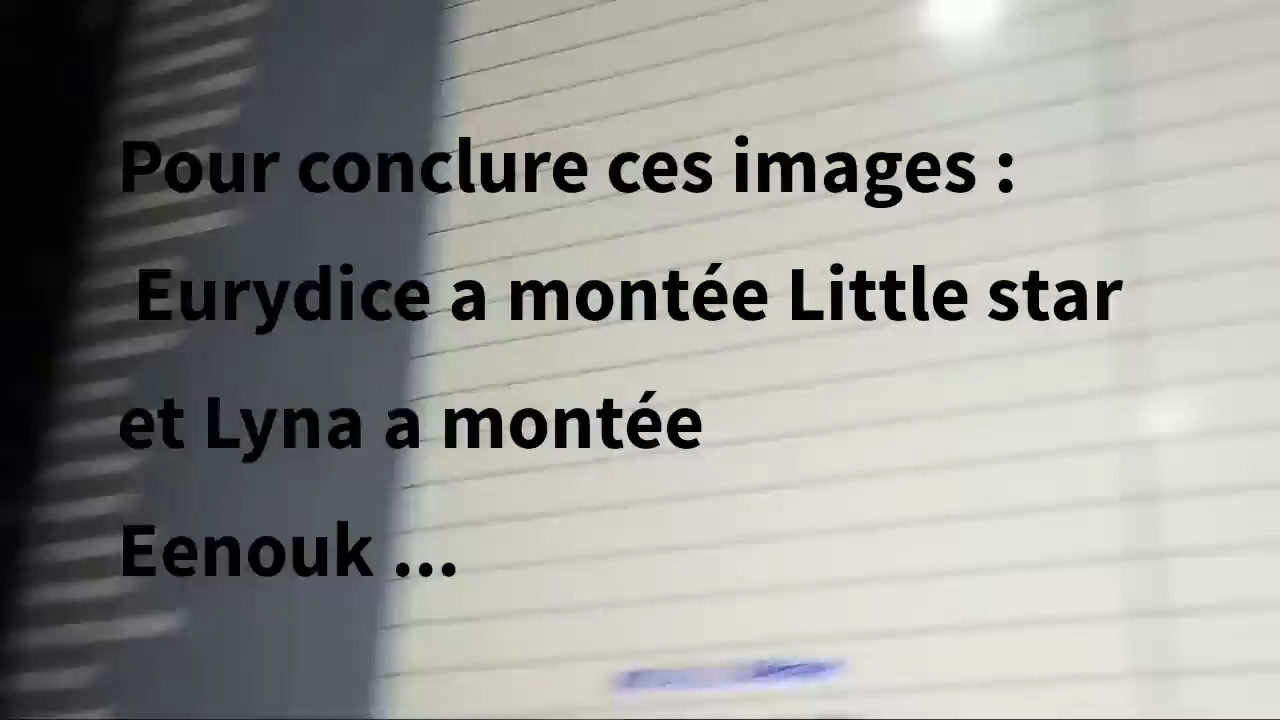 Pour conclure ces images :
Eurydice a montée Little star
et Lyna a montée
Eenouk ...